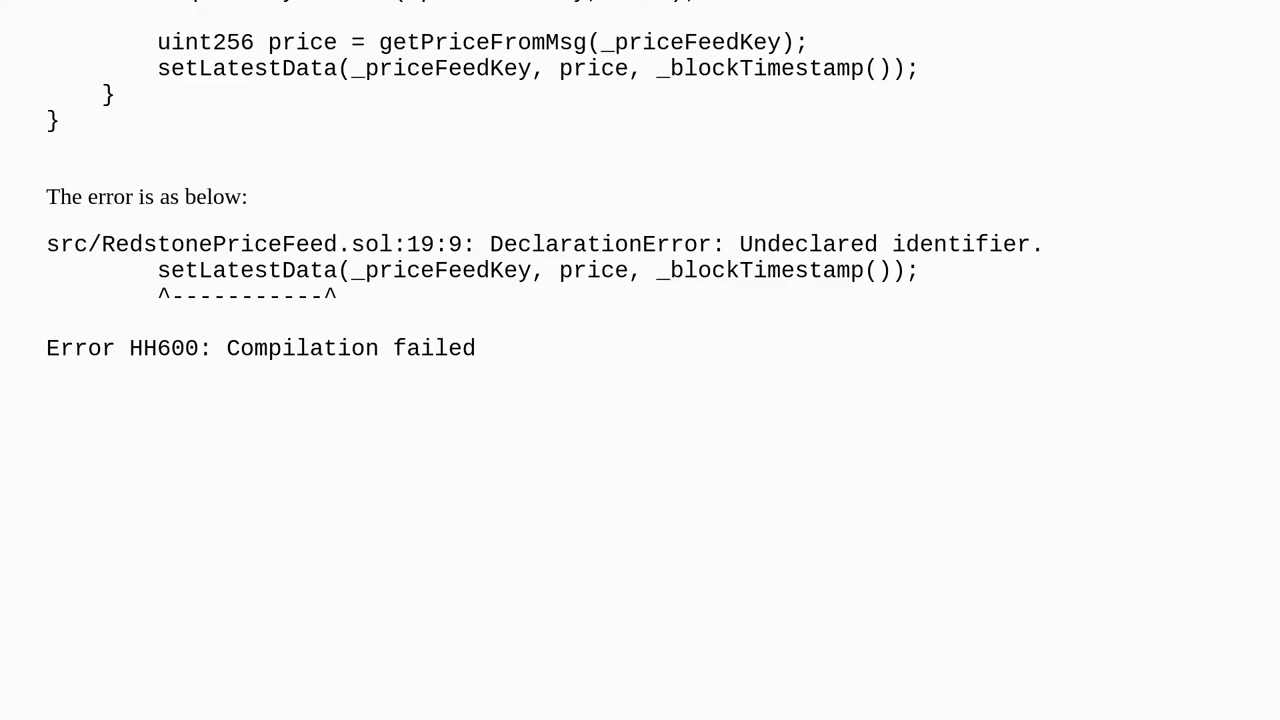 uint256 price = getPriceFromMsg(_priceFeedKey);
setLatestData(_priceFeedKey, price, _blockTimestamp());
}
}
The error is as below:
src/RedstonePriceFeed.sol:19:9: DeclarationError: Undeclared identifier.
setLatestData(_priceFeedKey, price, _blockTimestamp());
^-----------^
Error HH600: Compilation failed